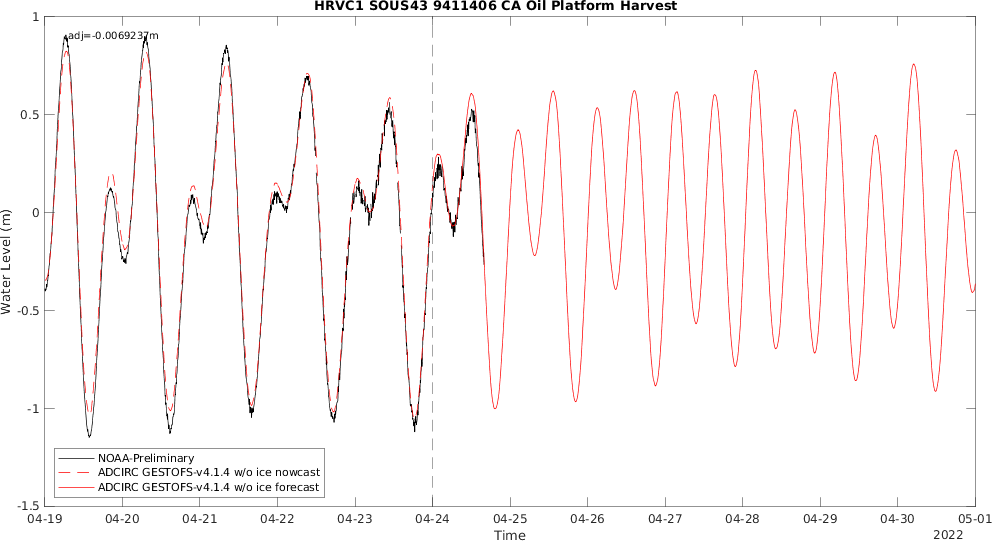 HRVC1 SOUS43 9411406 CA Oil Platform Harvest
adj=-0.0069237m
1
0.5
0
-0.5
-1
-1.5
Water Level (m)
NOAA-Preliminary
ADCIRC GESTOFS-v4.1.4 w/o ice nowcast
ADCIRC GESTOFS-v4.1.4 w/o ice forecast
04-19 04-20 04-21 04-22 04-23 04-24 04-25 04-26 04-27 04-28 04-29 04-30 05-01
Time
2022